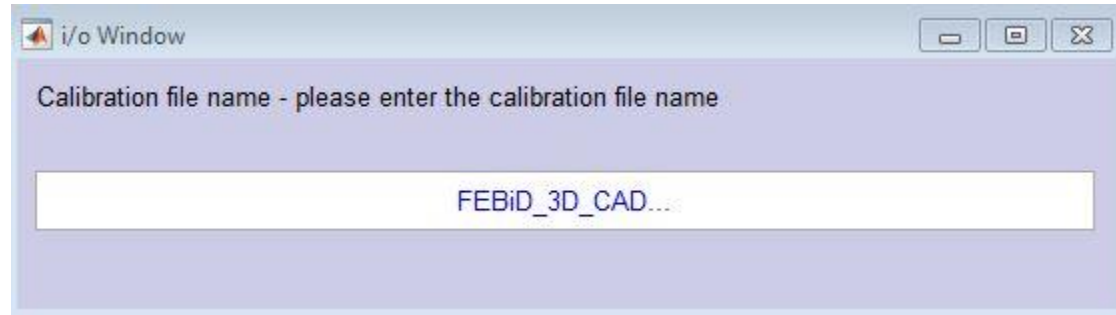 i/o Window
Calibration file name - please enter the calibration file name
FEBiD_3D_CAD...